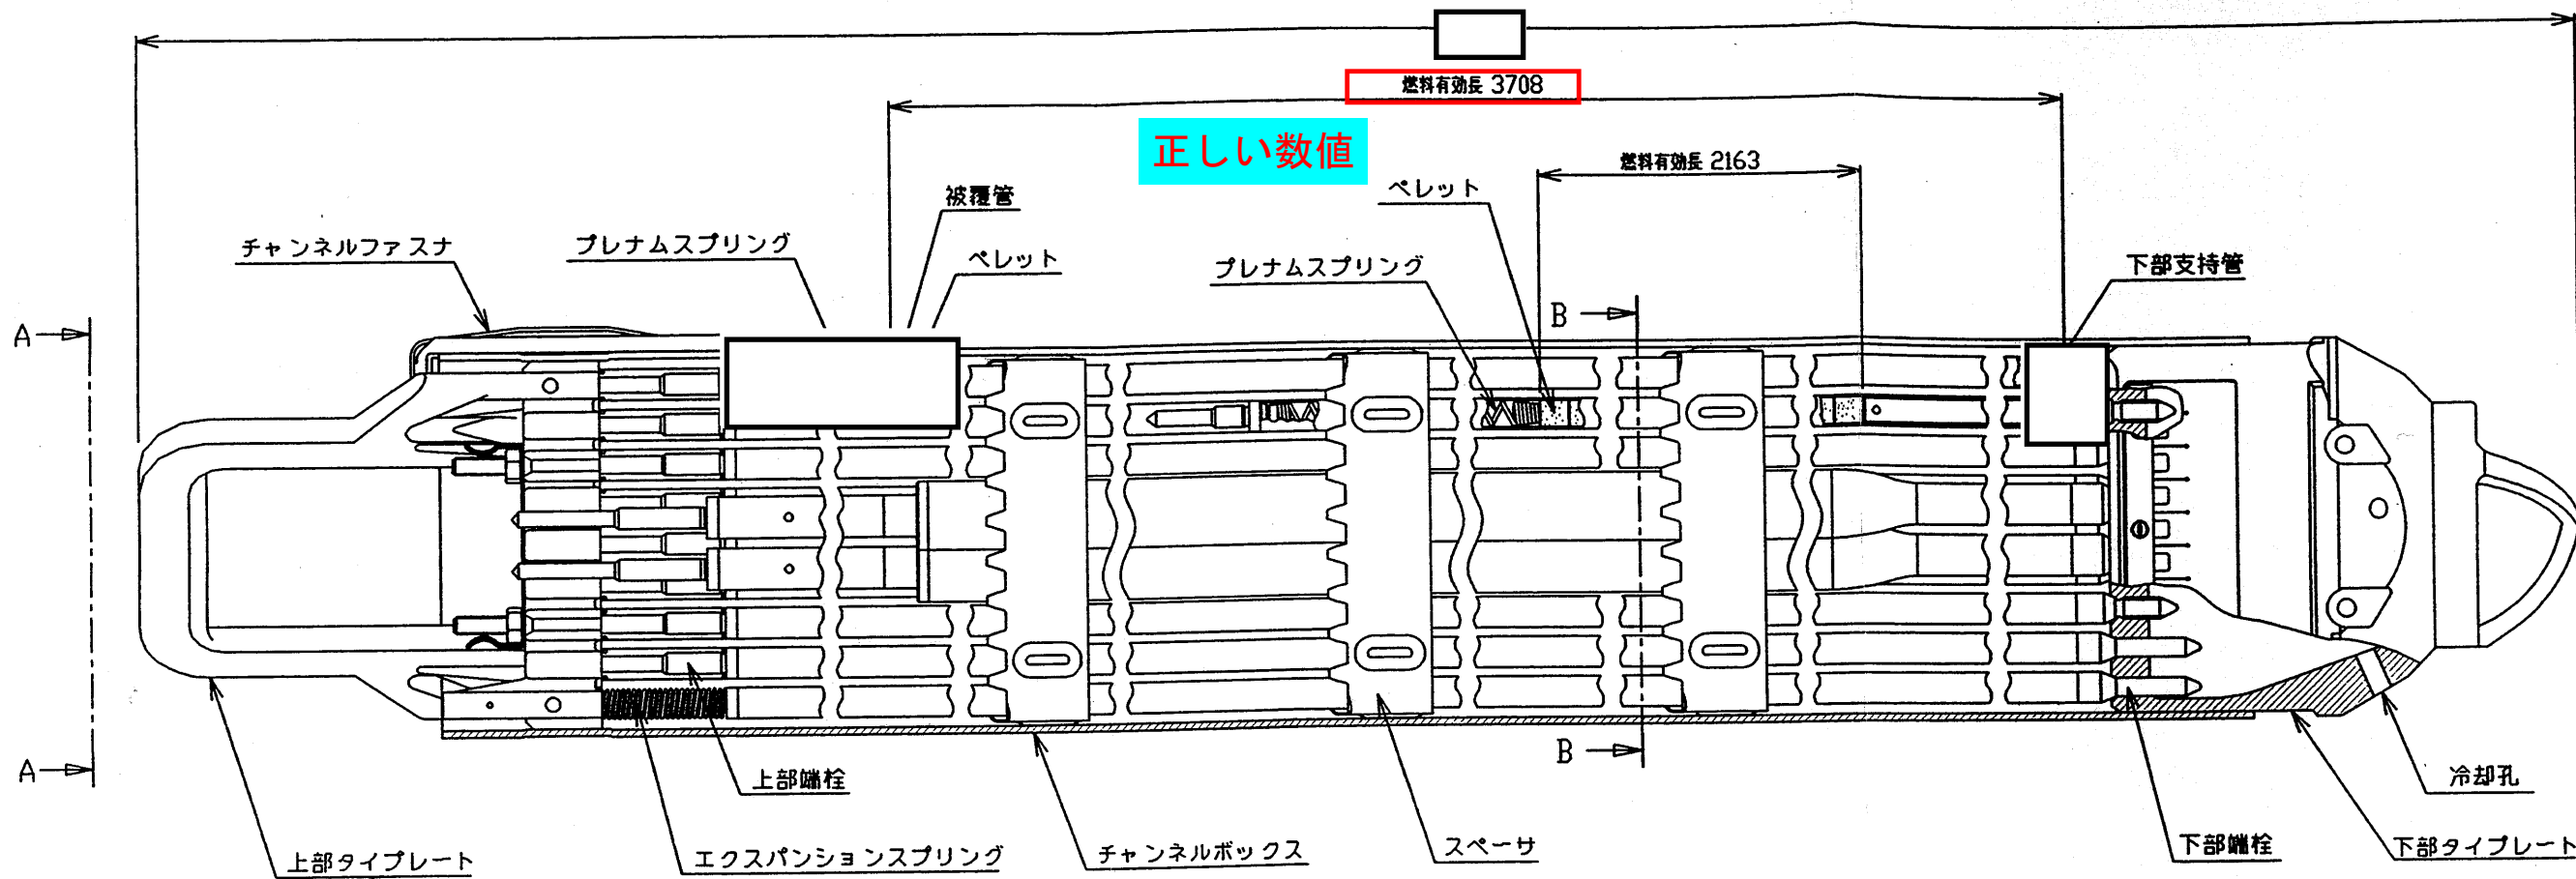 燃料有効長 3708
正しい数値
燃料有効長 2163
被覆管
ペレット
チャンネルファスナ
プレナムスプリング
ペレット
プレナムスプリング
下部支持管
A
B
A
B
上部端栓
冷却孔
上部タイプレート
エクスパンションスプリング
チャンネルボックス
スペーサ
下部端栓
下部タイプレート